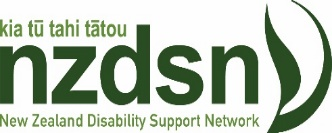 kia tū tahi tātou
nzdsn
New Zealand Disability Support Network